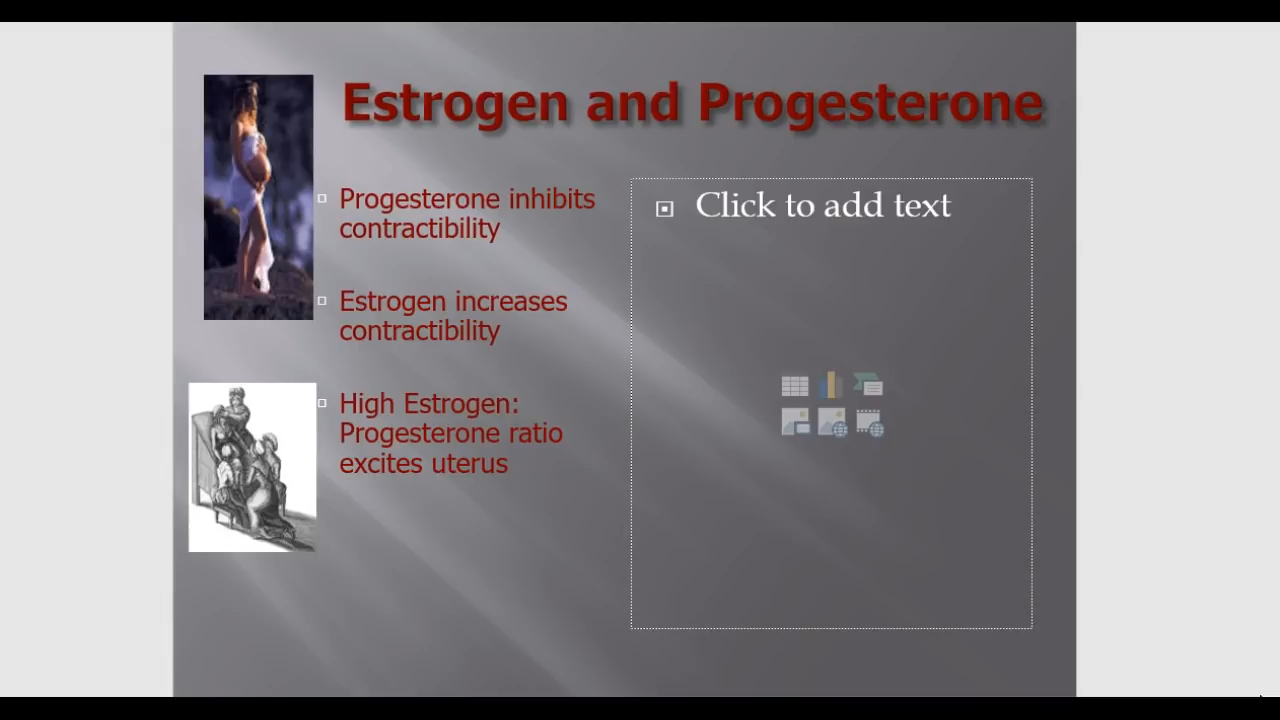 Estrogen and Progesterone
Progesterone inhibits
contractibility
Estrogen increases
contractibility
High Estrogen:
Progesterone ratio
excites uterus
Click to add text